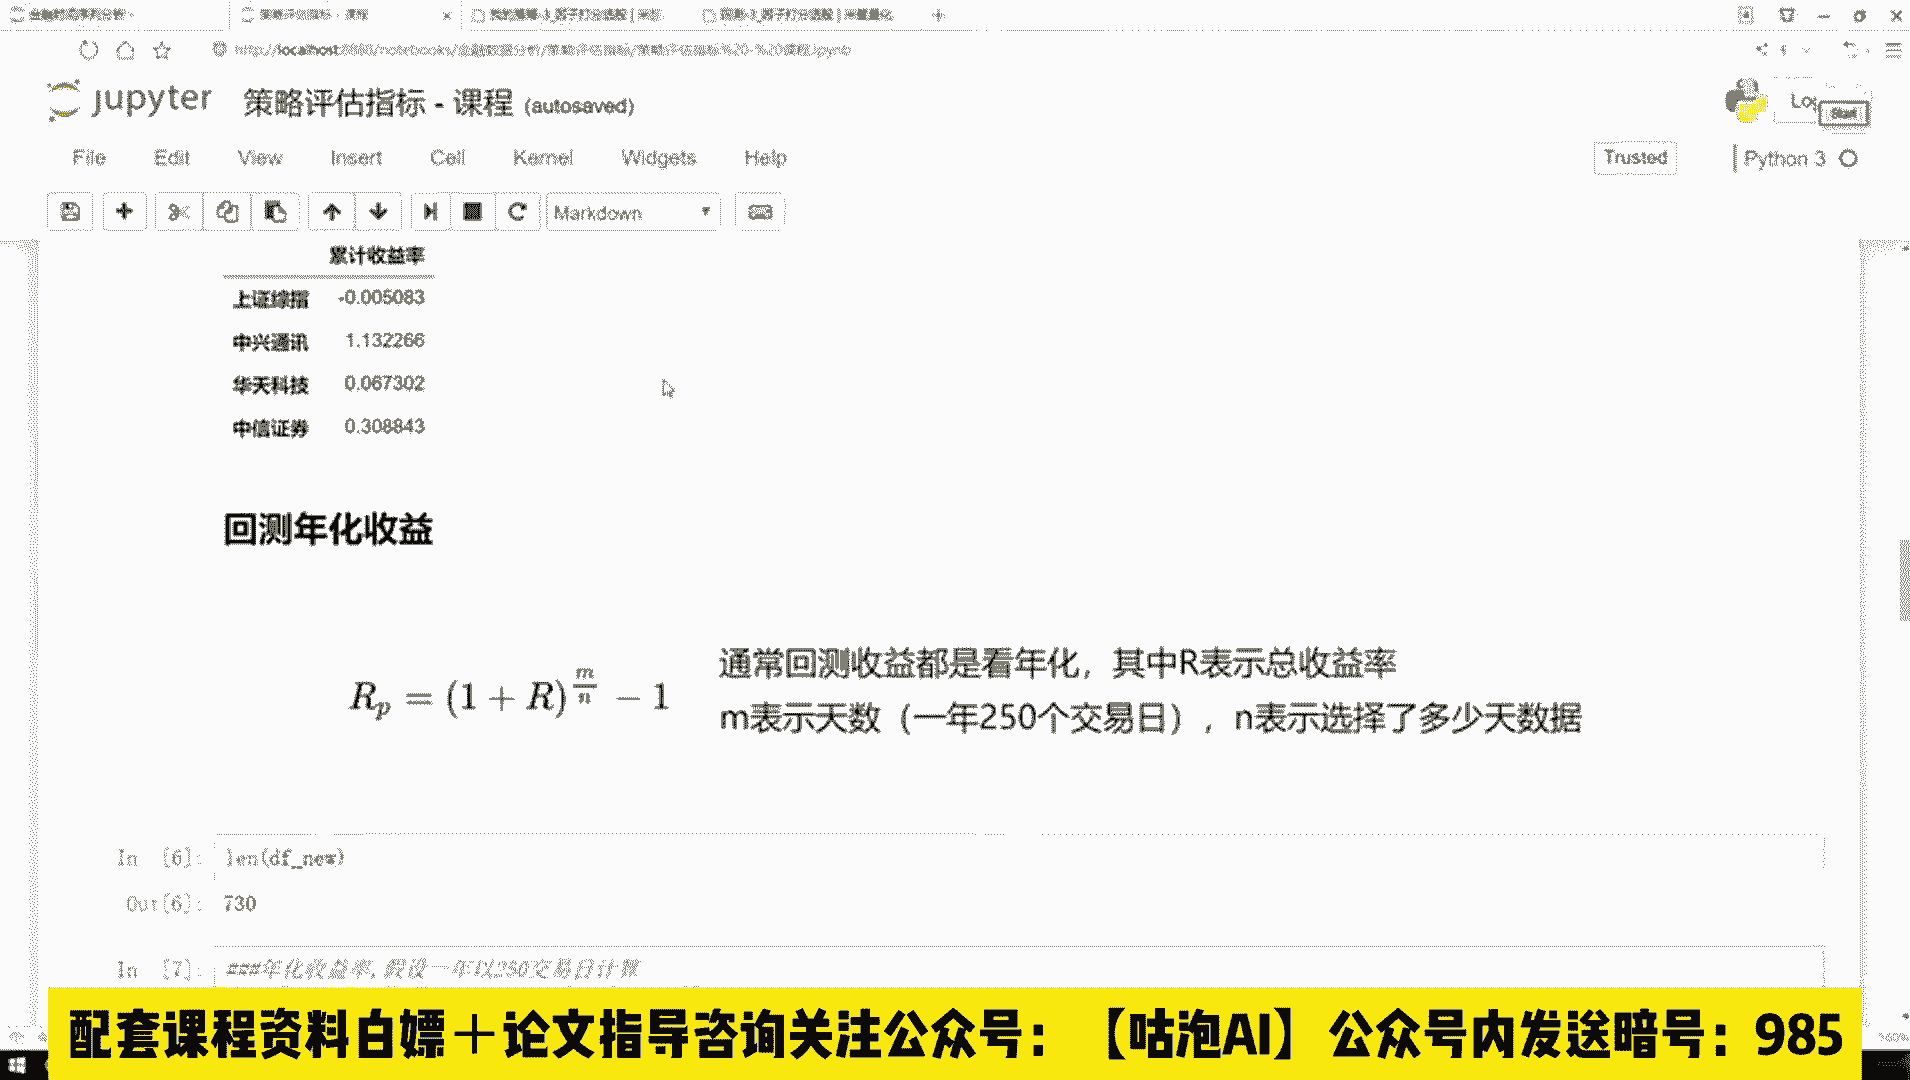 jupyter 策略评估指标 - 课程 (autosaved)
Start
File Edit View Insert Cell Kernel Widgets Help
Trusted
Python 3
Markdown
累计收益率
上证综指 -0.005083
中兴通讯 1.132266
华天科技 0.067302
中信证券 0.308843
回测年化收益
R_p = (1 + R)^{m/n} − 1
通常回测收益都是看年化，其中R表示总收益率
m表示天数（一年250个交易日），n表示选择了多少天数据
In [6]: len(df_new)
Out[6]: 730
In [7]: ###年化收益率,假设一年以250交易日计算
配套课程资料白嫖＋论文指导咨询关注公众号：【咕泡AI】公众号内发送暗号：985